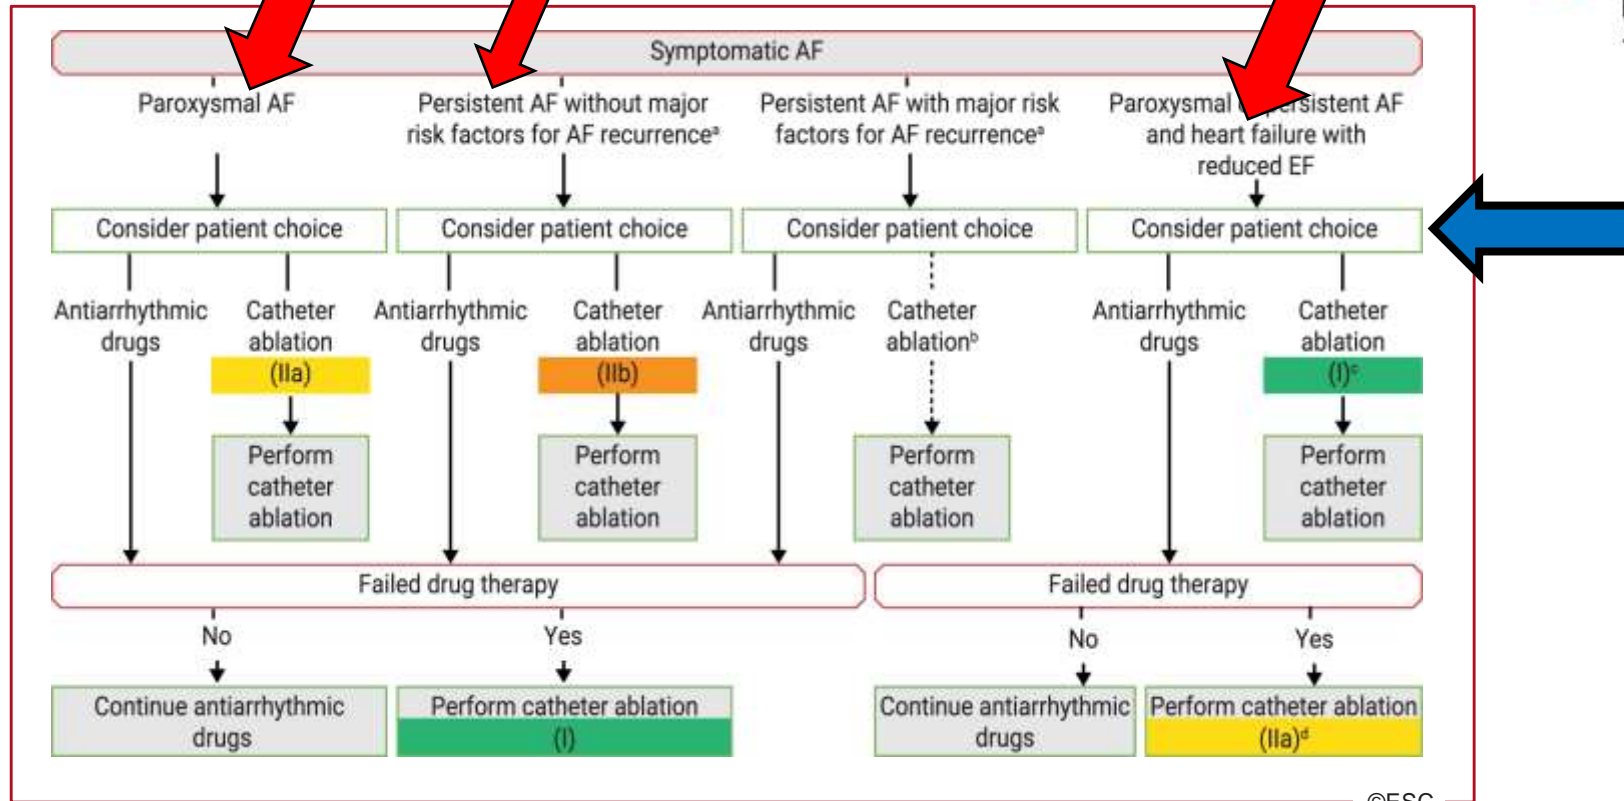 Symptomatic AF
Paroxysmal AF
Persistent AF without major
risk factors for AF recurrenceᵃ
Persistent AF with major risk
factors for AF recurrenceᵃ
Paroxysmal persistent AF
and heart failure with
reduced EF
Consider patient choice
Consider patient choice
Consider patient choice
Consider patient choice
Antiarrhythmic
drugs
Catheter
ablation
(IIa)
Antiarrhythmic
drugs
Catheter
ablation
(IIb)
Antiarrhythmic
drugs
Catheter
ablationᵇ
Antiarrhythmic
drugs
Catheter
ablation
(I)ᶜ
Perform
catheter
ablation
Perform
catheter
ablation
Perform
catheter
ablation
Perform
catheter
ablation
Failed drug therapy
Failed drug therapy
No
Yes
No
Yes
Continue antiarrhythmic
drugs
Perform catheter ablation
(I)
Continue antiarrhythmic
drugs
Perform catheter ablation
(IIa)ᵈ
©ESC